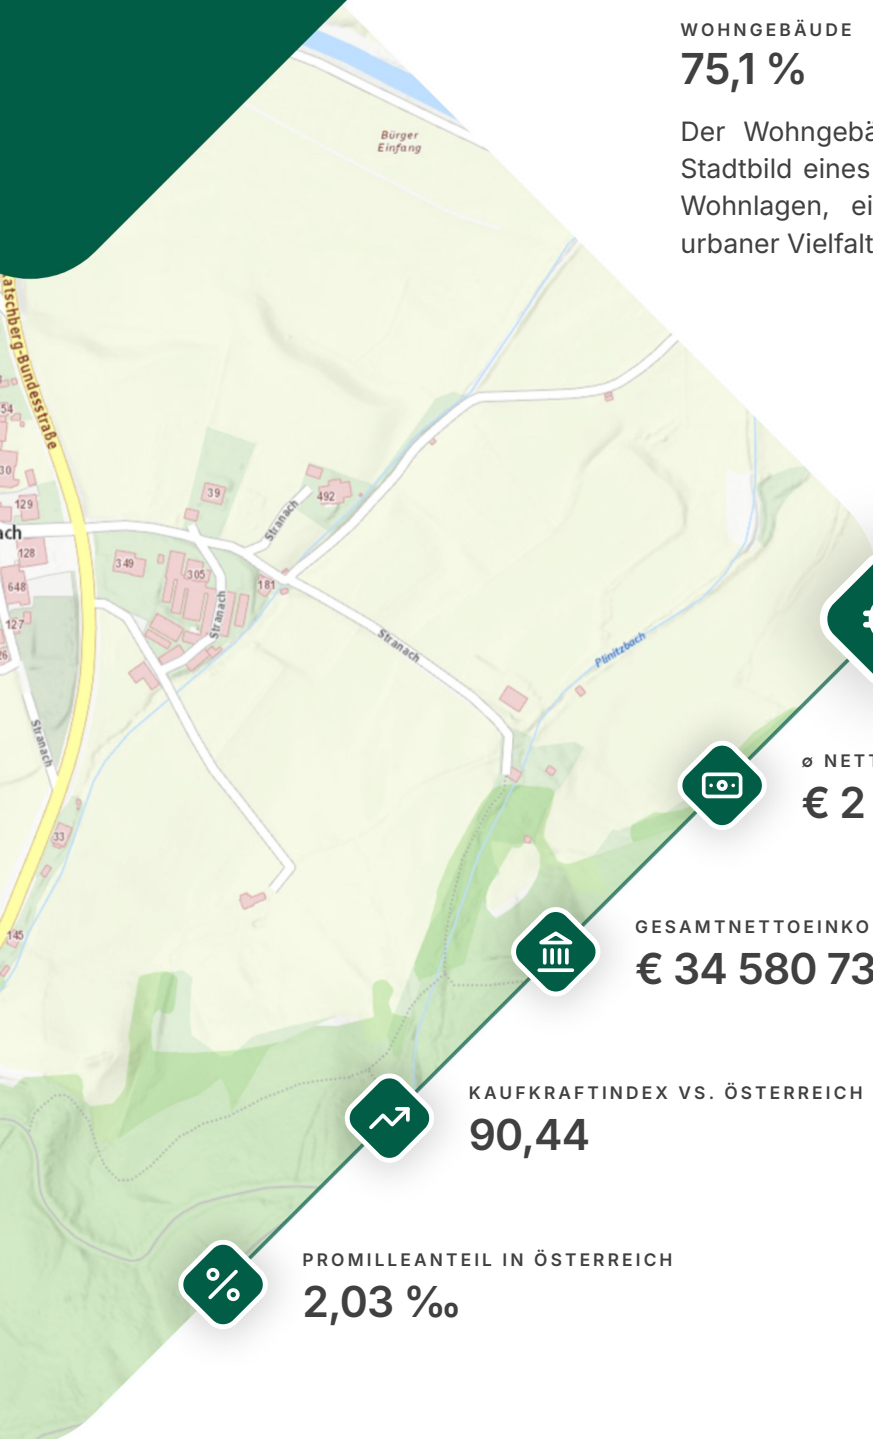 WOHNGEBÄUDE
75,1 %
Der Wohngebä
Stadtbild eines
Wohnlagen, ei
urbaner Vielfalt
Bürger
Einfang
atschberg-Bundesstraße
54
30
129
ach
128
648
127
26
39
492
Stranach
349
305
181
Stranach
Stranach
Plinitzbach
Stranach
33
145
ø NETT
€ 2
GESAMTNETTOEINKO
€ 34 580 73
KAUFKRAFTINDEX VS. ÖSTERREICH
90,44
PROMILLEANTEIL IN ÖSTERREICH
2,03 ‰